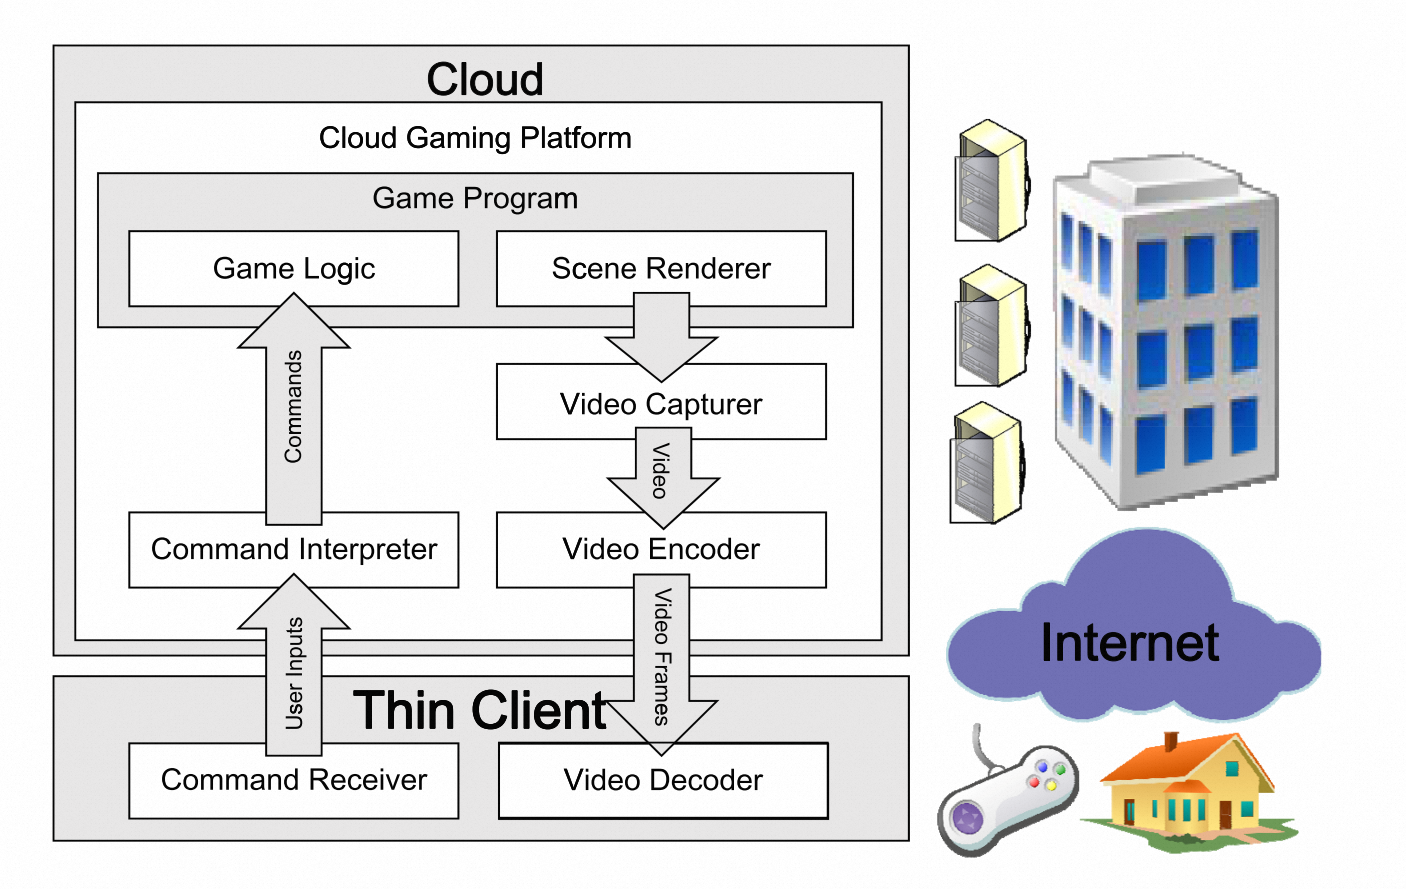 Cloud
Cloud Gaming Platform
Game Program
Game Logic
Scene Renderer
Commands
Video Capturer
Video
Command Interpreter
Video Encoder
User Inputs
Video Frames
Thin Client
Command Receiver
Video Decoder
Internet